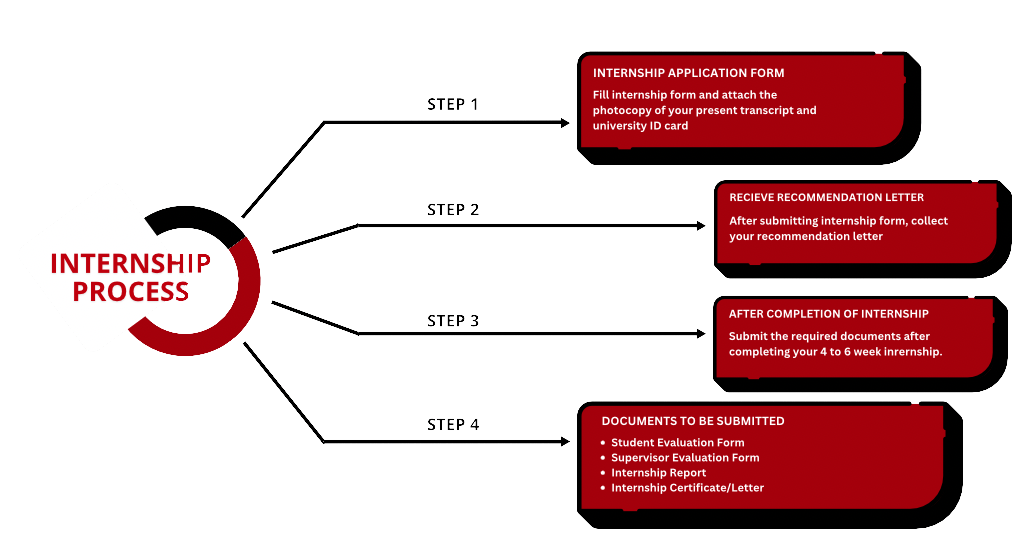 INTERNSHIP
PROCESS
STEP 1
INTERNSHIP APPLICATION FORM
Fill internship form and attach the
photocopy of your present transcript and
university ID card
STEP 2
RECIEVE RECOMMENDATION LETTER
After submitting internship form, collect
your recommendation letter
STEP 3
AFTER COMPLETION OF INTERNSHIP
Submit the required documents after
completing your 4 to 6 week inrernship.
STEP 4
DOCUMENTS TO BE SUBMITTED
• Student Evaluation Form
• Supervisor Evaluation Form
• Internship Report
• Internship Certificate/Letter